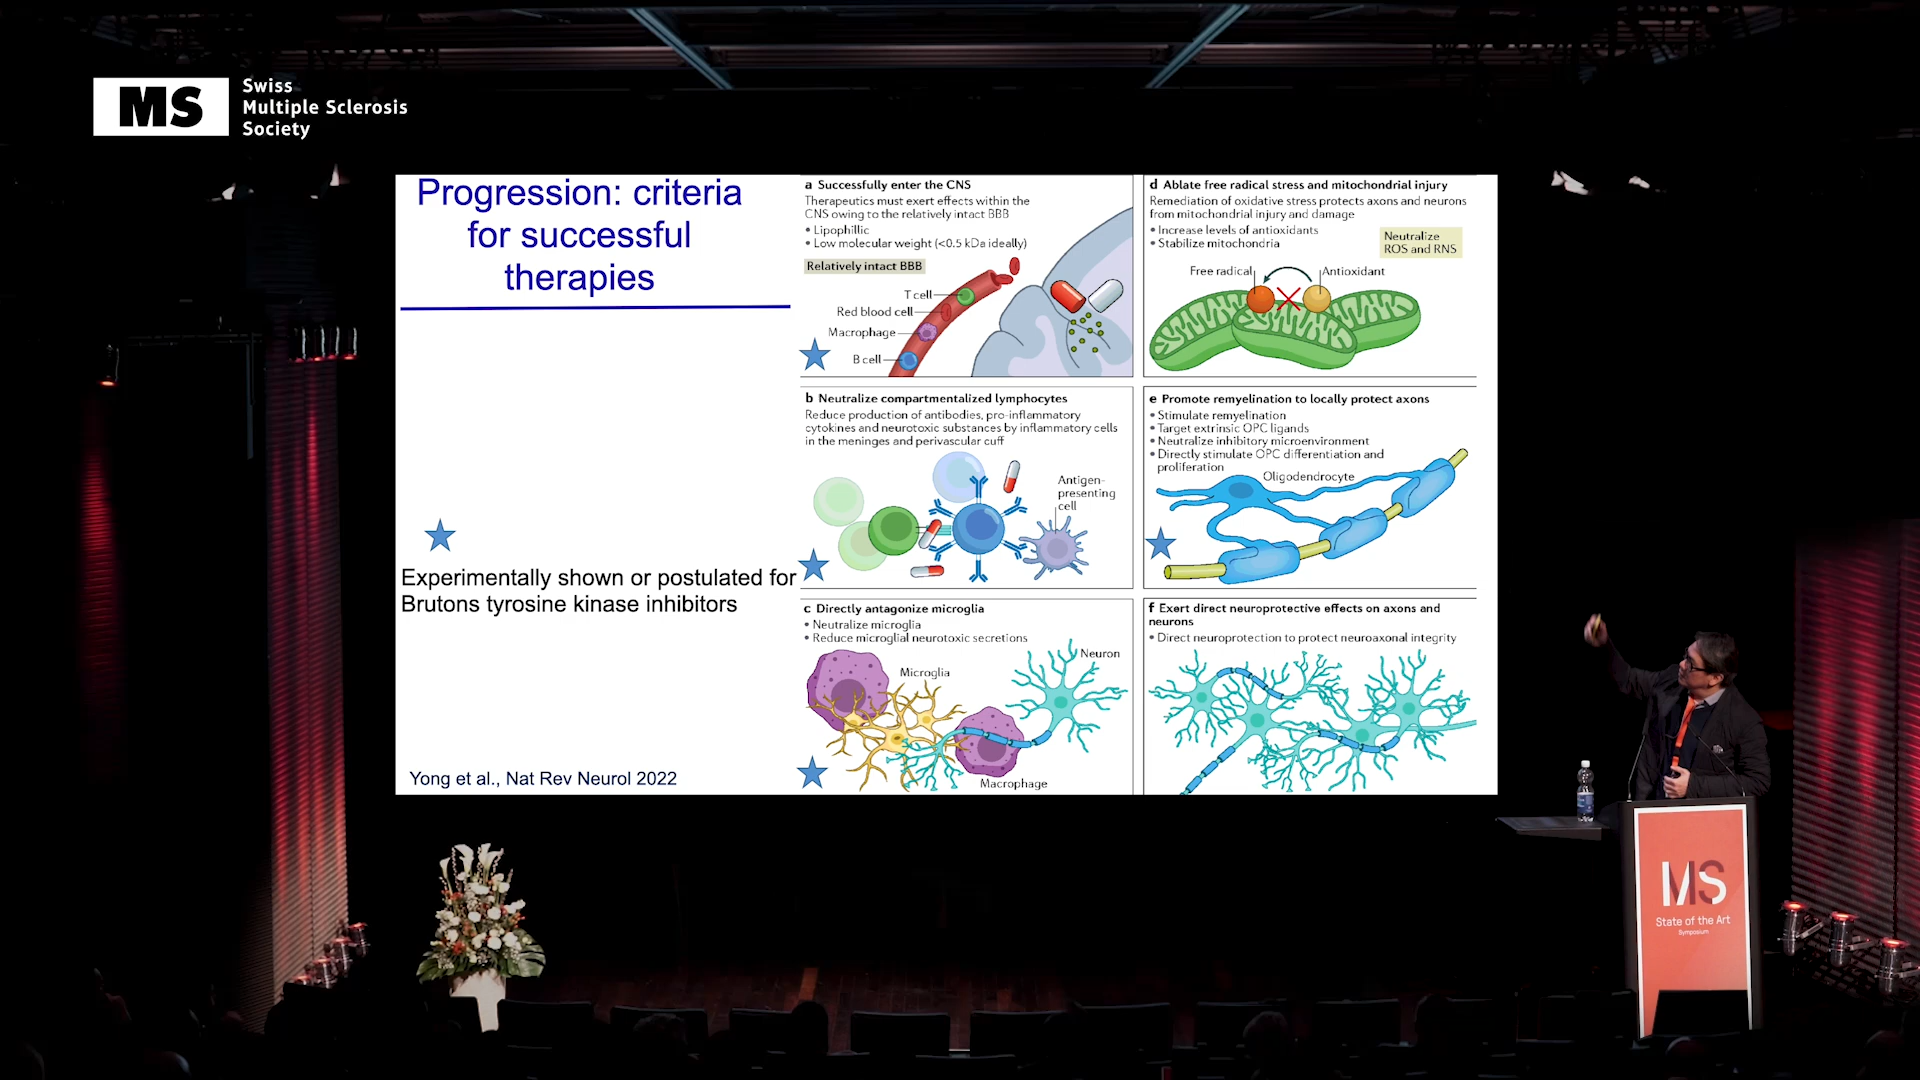 MS
Swiss
Multiple Sclerosis
Society
Progression: criteria
for successful
therapies
Experimentally shown or postulated for
Brutons tyrosine kinase inhibitors
Yong et al., Nat Rev Neurol 2022
a Successfully enter the CNS
Therapeutics must exert effects within the
CNS owing to the relatively intact BBB
• Lipophillic
• Low molecular weight (<0.5 kDa ideally)
Relatively intact BBB
T cell
Red blood cell
Macrophage
B cell
b Neutralize compartmentalized lymphocytes
Reduce production of antibodies, pro-inflammatory
cytokines and neurotoxic substances by inflammatory cells
in the meninges and perivascular cuff
Antigen-
presenting
cell
c Directly antagonize microglia
• Neutralize microglia
• Reduce microglial neurotoxic secretions
Neuron
Microglia
Macrophage
d Ablate free radical stress and mitochondrial injury
Remediation of oxidative stress protects axons and neurons
from mitochondrial injury and damage
• Increase levels of antioxidants
• Stabilize mitochondria
Neutralize
ROS and RNS
Free radical
Antioxidant
e Promote remyelination to locally protect axons
• Stimulate remyelination
• Target extrinsic OPC ligands
• Neutralize inhibitory microenvironment
• Directly stimulate OPC differentiation and
proliferation
Oligodendrocyte
f Exert direct neuroprotective effects on axons and
neurons
• Direct neuroprotection to protect neuroaxonal integrity
MS
State of the Art
Symposium